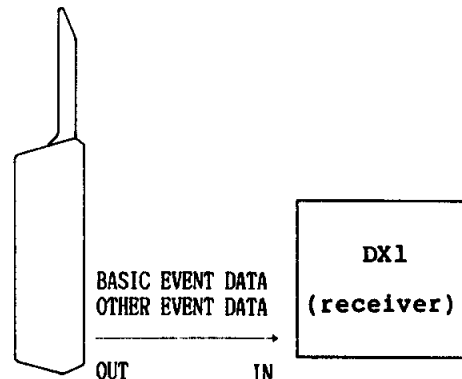 DX1
(receiver)
BASIC EVENT DATA
OTHER EVENT DATA
OUT IN